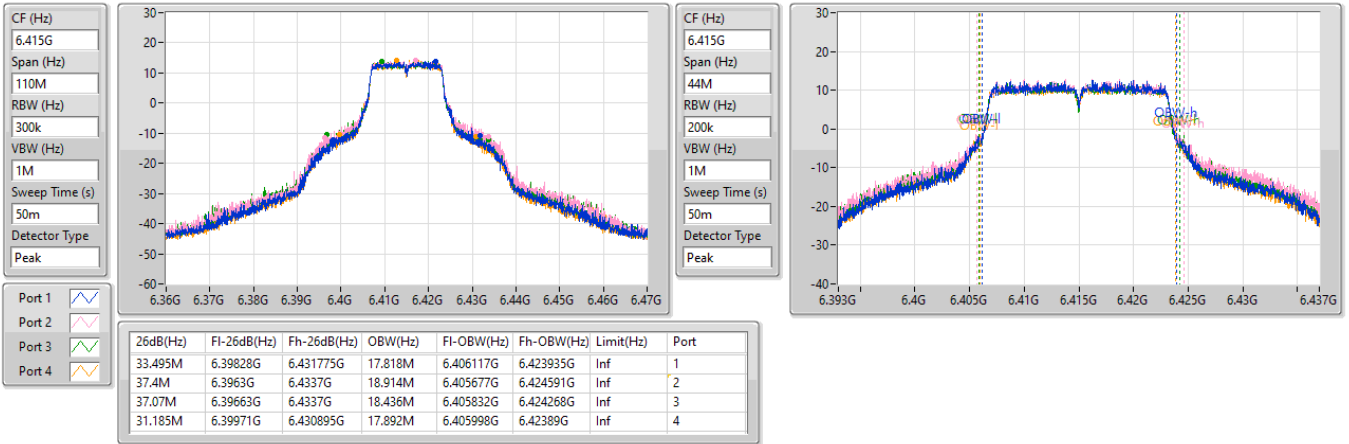 CF (Hz)
6.415G
Span (Hz)
110M
RBW (Hz)
300k
VBW (Hz)
1M
Sweep Time (s)
50m
Detector Type
Peak
30
20
10
0
-10
-20
-30
-40
-50
-60
6.36G 6.37G 6.38G 6.39G 6.4G 6.41G 6.42G 6.43G 6.44G 6.45G 6.46G 6.47G
CF (Hz)
6.415G
Span (Hz)
44M
RBW (Hz)
200k
VBW (Hz)
1M
Sweep Time (s)
50m
Detector Type
Peak
30
20
10
0
-10
-20
-30
-40
OBW-l
OBW-h
6.393G 6.4G 6.405G 6.41G 6.415G 6.42G 6.425G 6.43G 6.437G
Port 1
Port 2
Port 3
Port 4
26dB(Hz) Fl-26dB(Hz) Fh-26dB(Hz) OBW(Hz) Fl-OBW(Hz) Fh-OBW(Hz) Limit(Hz) Port
33.495M 6.39828G 6.431775G 17.818M 6.406117G 6.423935G Inf 1
37.4M 6.3963G 6.4337G 18.914M 6.405677G 6.424591G Inf 2
37.07M 6.39663G 6.4337G 18.436M 6.405832G 6.424268G Inf 3
31.185M 6.39971G 6.430895G 17.892M 6.405998G 6.42389G Inf 4